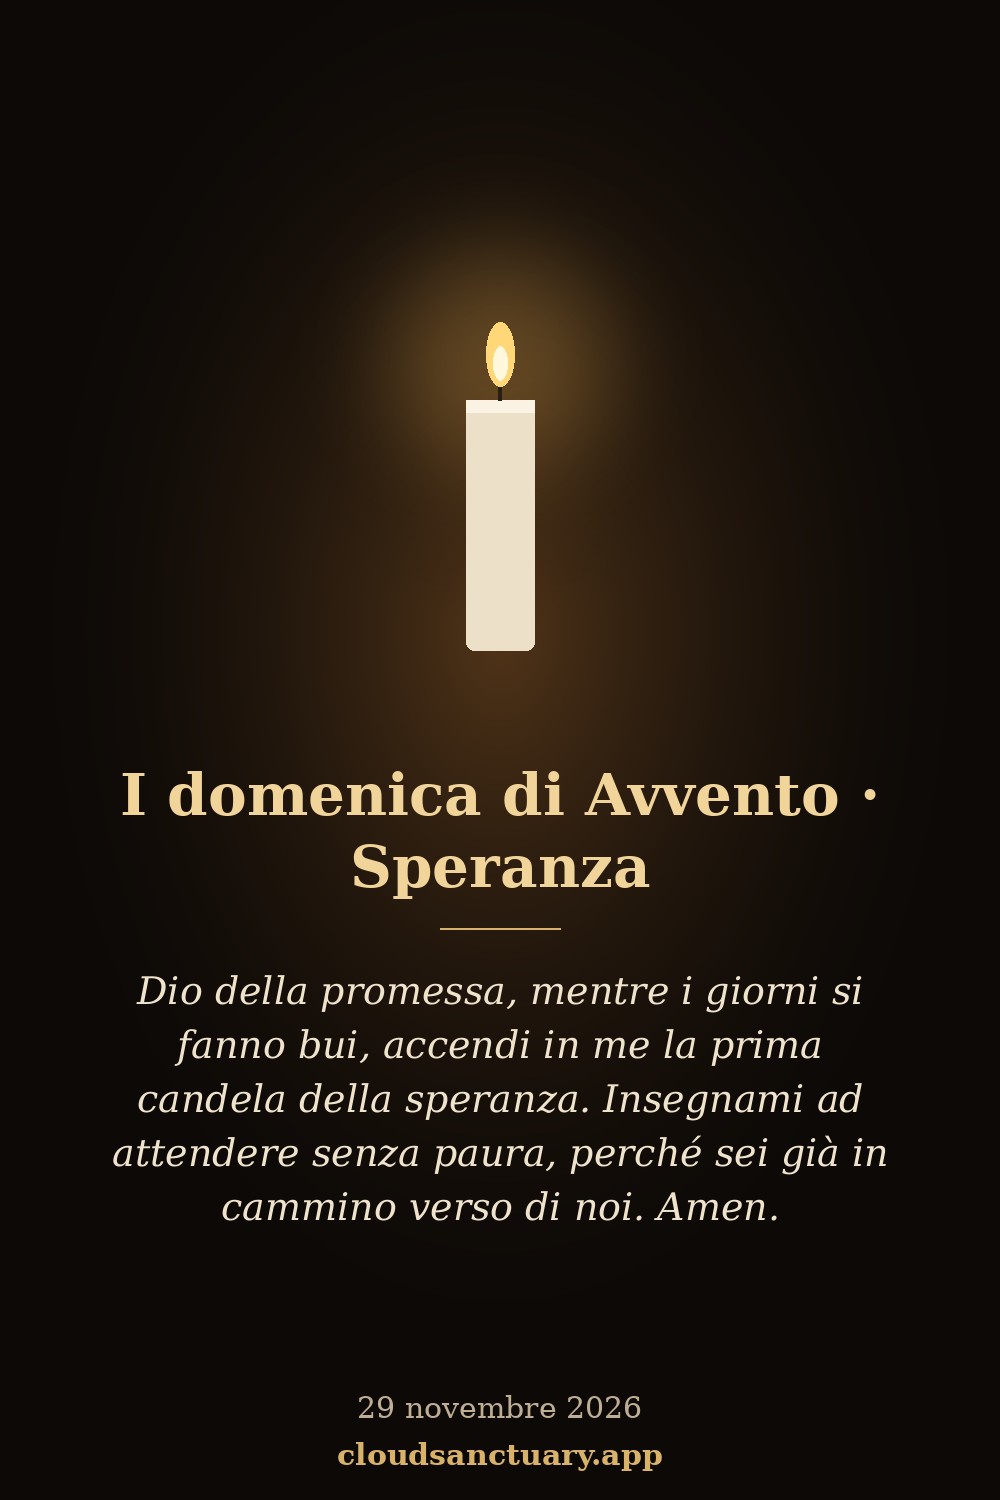 I domenica di Avvento ·
Speranza
Dio della promessa, mentre i giorni si
fanno bui, accendi in me la prima
candela della speranza. Insegnami ad
attendere senza paura, perché sei già in
cammino verso di noi. Amen.
29 novembre 2026
cloudsanctuary.app